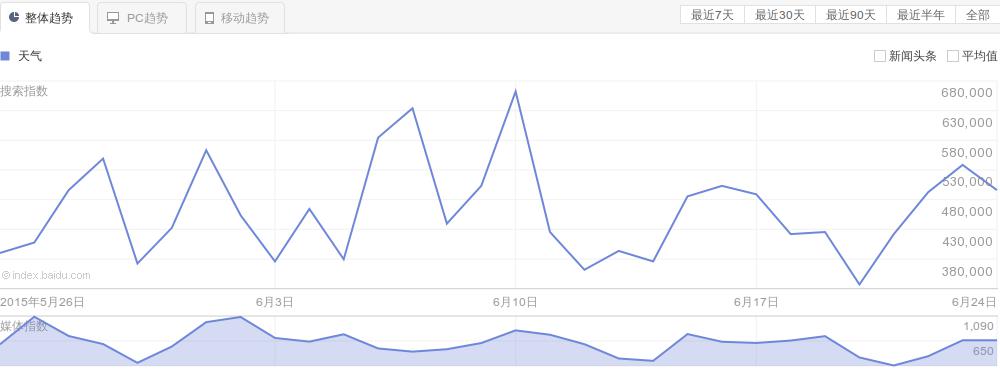 整体趋势 PC趋势 移动趋势 最近7天 最近30天 最近90天 最近半年 全部
天气 新闻头条 平均值
搜索指数
680,000
630,000
580,000
530,000
480,000
430,000
380,000
© index.baidu.com
2015年5月26日 6月3日 6月10日 6月17日 6月24日
媒体指数
1,090
650